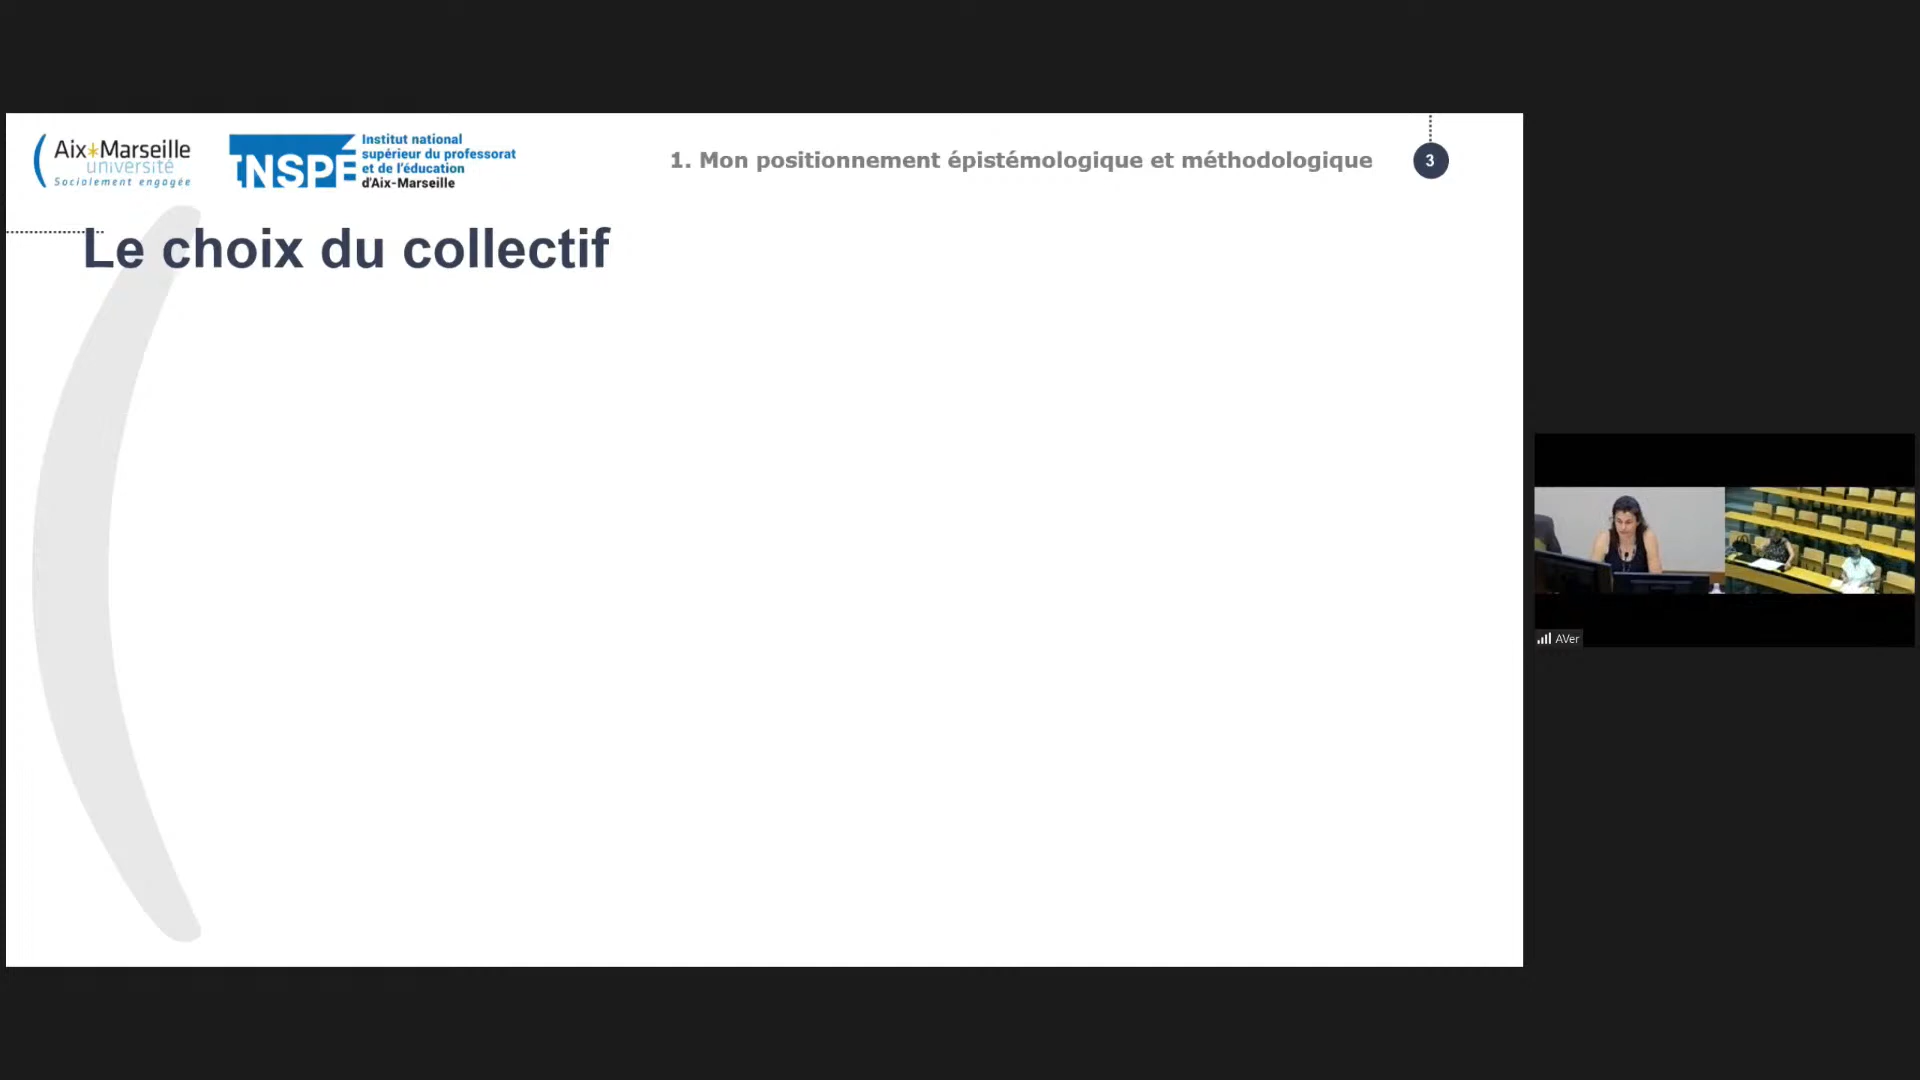 Aix*Marseille
université
Socialement engagée
INSPÉ
Institut national
supérieur du professorat
et de l'éducation
d'Aix-Marseille
1. Mon positionnement épistémologique et méthodologique
3
Le choix du collectif
AVer